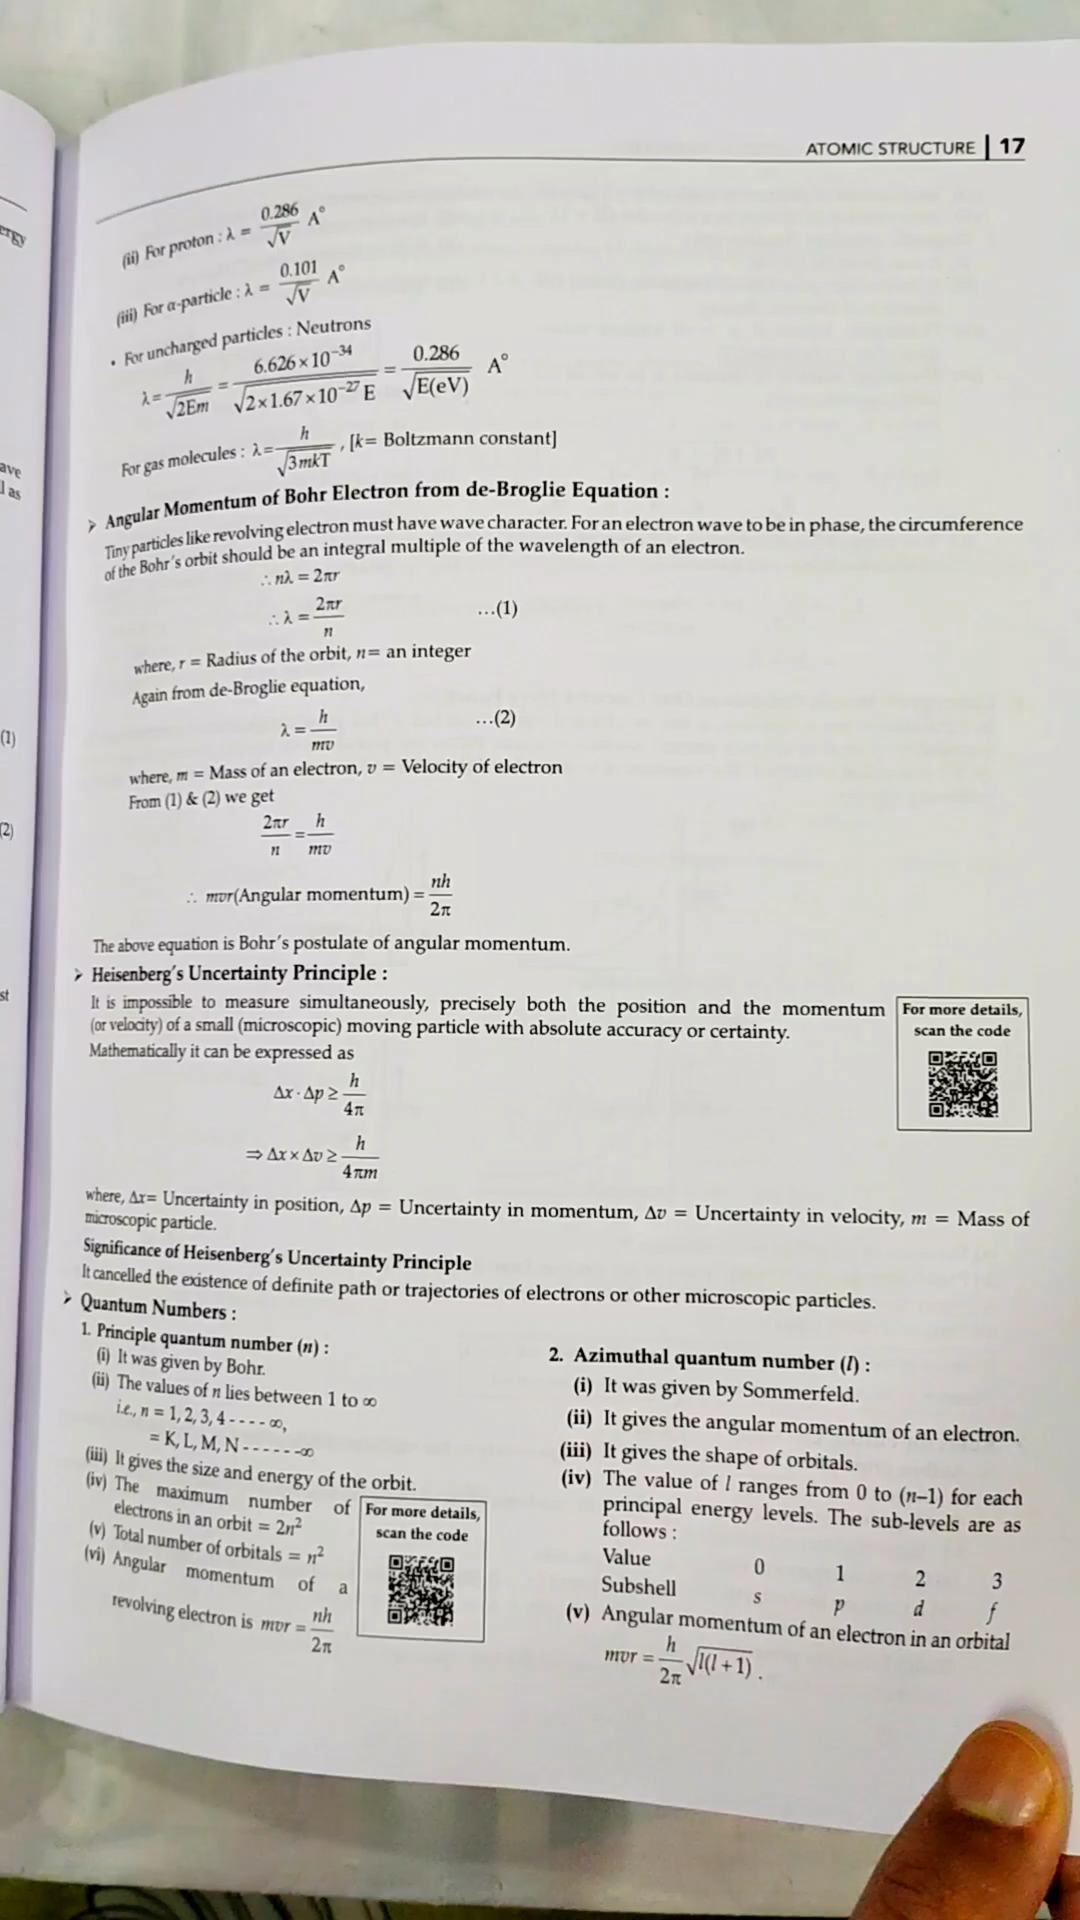 ATOMIC STRUCTURE | 17
(ii) For proton : λ = 0.286/√V A°
(iii) For α-particle : λ = 0.101/√V A°
• For uncharged particles : Neutrons
λ = h/√2Em = 6.626×10⁻³⁴/√2×1.67×10⁻²⁷ E = 0.286/√E(eV) A°
For gas molecules : λ = h/√3mkT , [k= Boltzmann constant]
➢ Angular Momentum of Bohr Electron from de-Broglie Equation :
Tiny particles like revolving electron must have wave character. For an electron wave to be in phase, the circumference
of the Bohr's orbit should be an integral multiple of the wavelength of an electron.
∴ nλ = 2πr
∴ λ = 2πr/n ...(1)
where, r = Radius of the orbit, n= an integer
Again from de-Broglie equation,
λ = h/mv ...(2)
where, m = Mass of an electron, v = Velocity of electron
From (1) & (2) we get
2πr/n = h/mv
∴ mvr(Angular momentum) = nh/2π
The above equation is Bohr's postulate of angular momentum.
➢ Heisenberg's Uncertainty Principle :
It is impossible to measure simultaneously, precisely both the position and the momentum
(or velocity) of a small (microscopic) moving particle with absolute accuracy or certainty.
Mathematically it can be expressed as
For more details,
scan the code
Δx · Δp ≥ h/4π
⇒ Δx × Δv ≥ h/4πm
where, Δx= Uncertainty in position, Δp = Uncertainty in momentum, Δv = Uncertainty in velocity, m = Mass of
microscopic particle.
Significance of Heisenberg's Uncertainty Principle
It cancelled the existence of definite path or trajectories of electrons or other microscopic particles.
➢ Quantum Numbers :
1. Principle quantum number (n) :
(i) It was given by Bohr.
(ii) The values of n lies between 1 to ∞
i.e., n = 1, 2, 3, 4 - - - - ∞,
= K, L, M, N - - - - - -∞
(iii) It gives the size and energy of the orbit.
(iv) The maximum number of
electrons in an orbit = 2n²
(v) Total number of orbitals = n²
(vi) Angular momentum of a
revolving electron is mvr = nh/2π
For more details,
scan the code
2. Azimuthal quantum number (l) :
(i) It was given by Sommerfeld.
(ii) It gives the angular momentum of an electron.
(iii) It gives the shape of orbitals.
(iv) The value of l ranges from 0 to (n–1) for each
principal energy levels. The sub-levels are as
follows :
Value 0 1 2 3
Subshell s p d f
(v) Angular momentum of an electron in an orbital
mvr = h/2π √l(l + 1) .
(1)
(2)